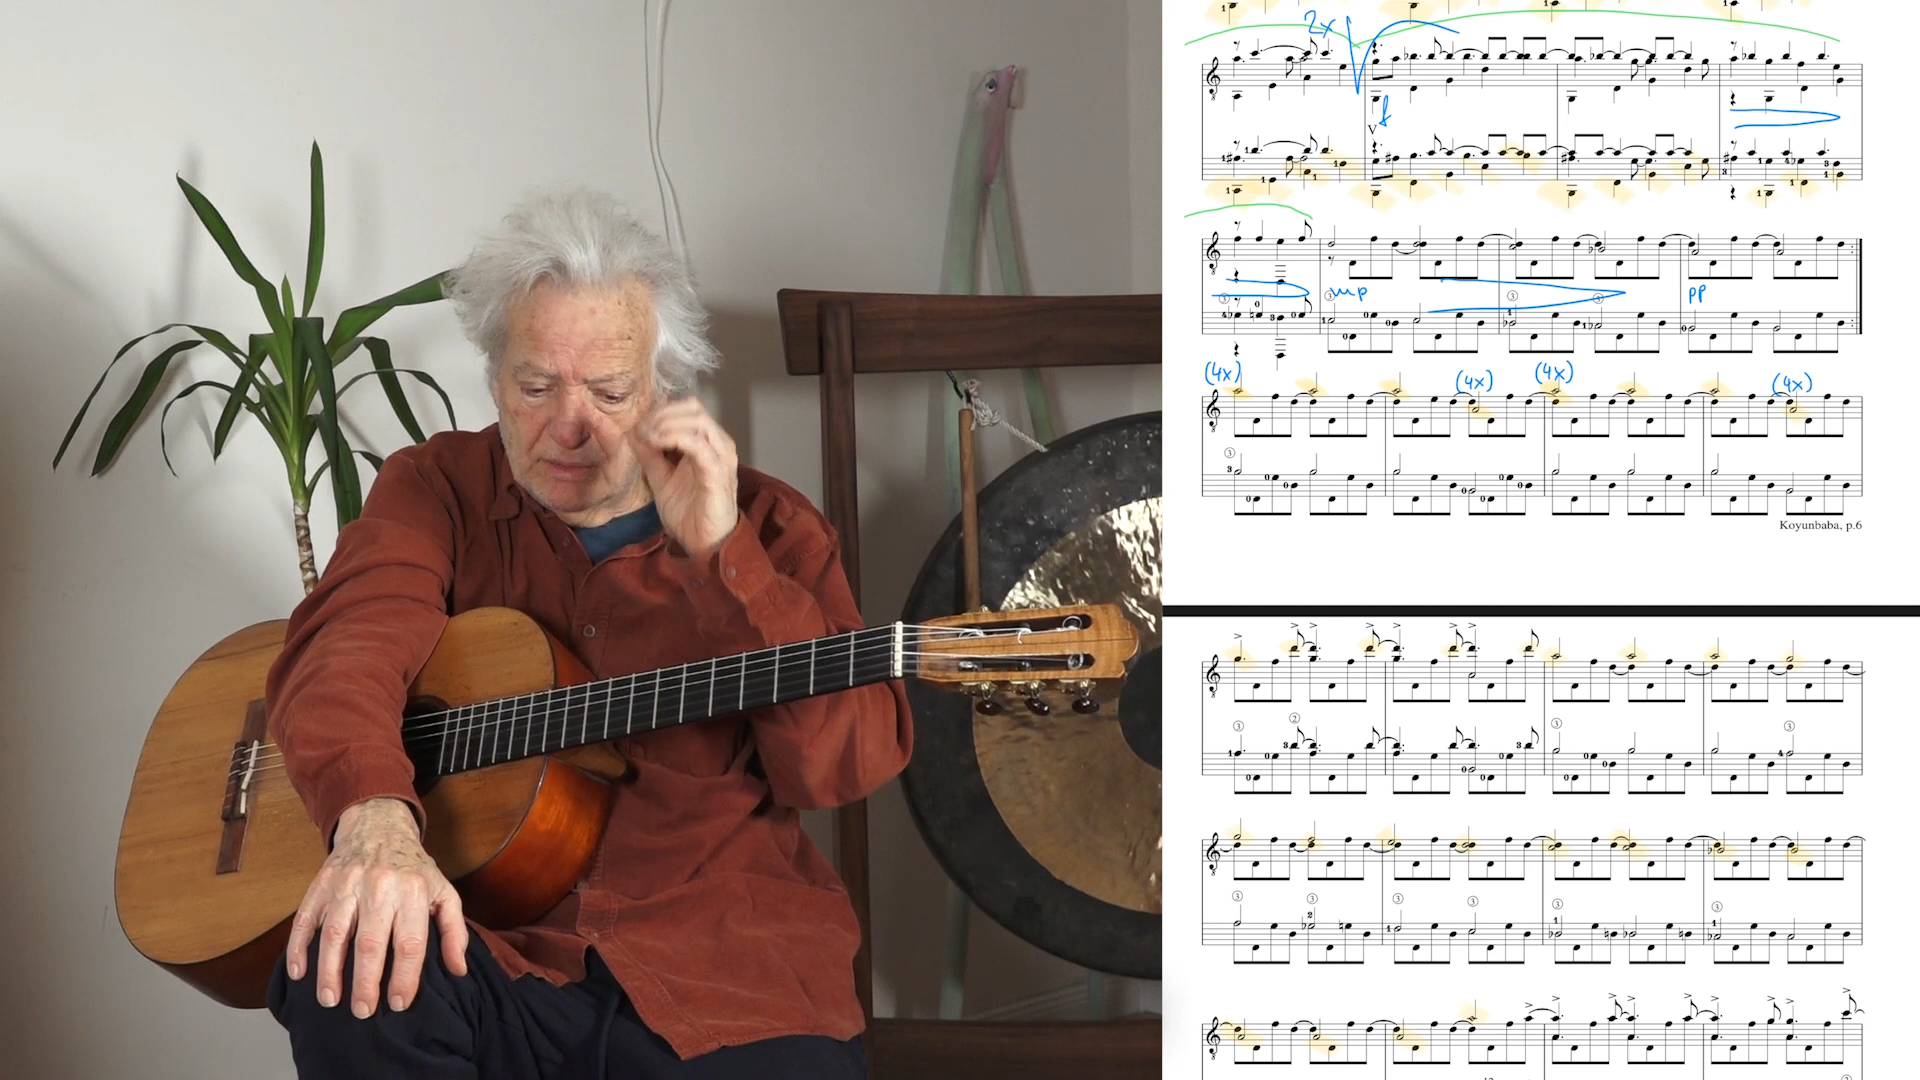 2x
f
V
mp
pp
(4x) (4x) (4x) (4x)
Koyunbaba, p.6